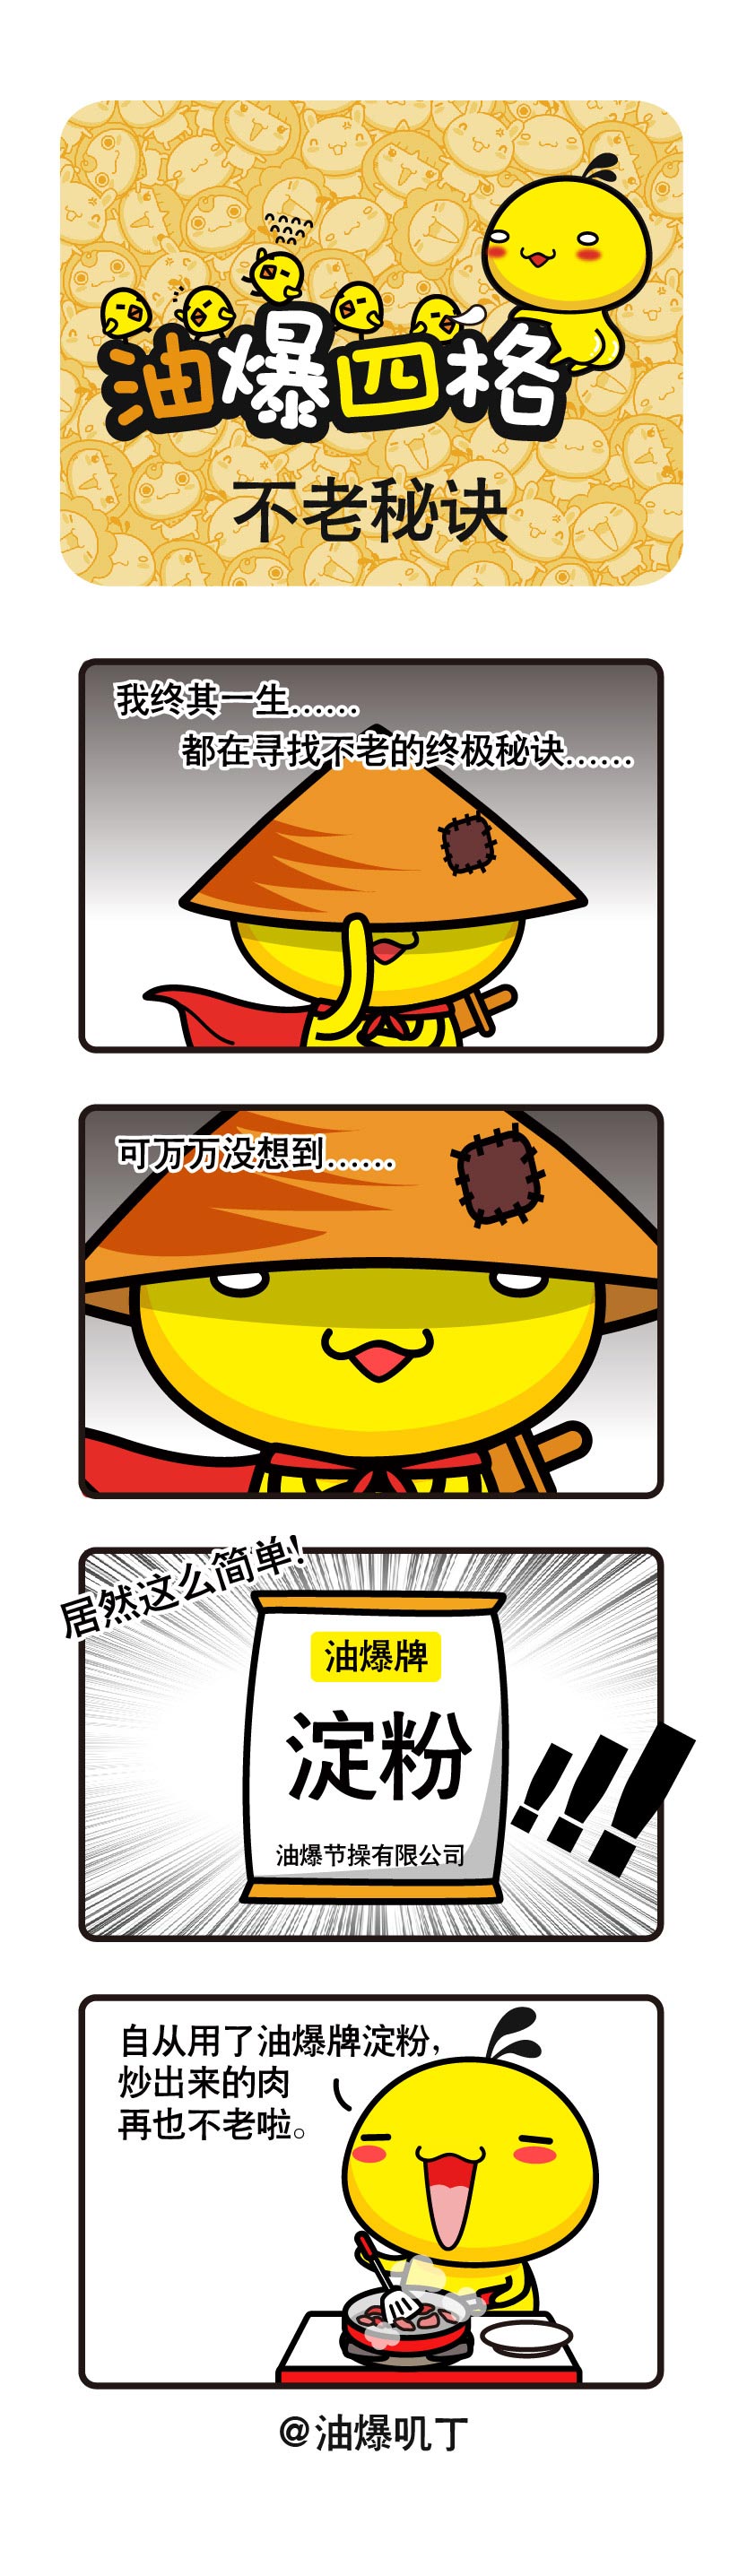 油爆四格
不老秘诀
我终其一生……
都在寻找不老的终极秘诀……
可万万没想到……
居然这么简单!
油爆牌
淀粉
油爆节操有限公司
!!!
自从用了油爆牌淀粉，
炒出来的肉
再也不老啦。
@油爆叽丁